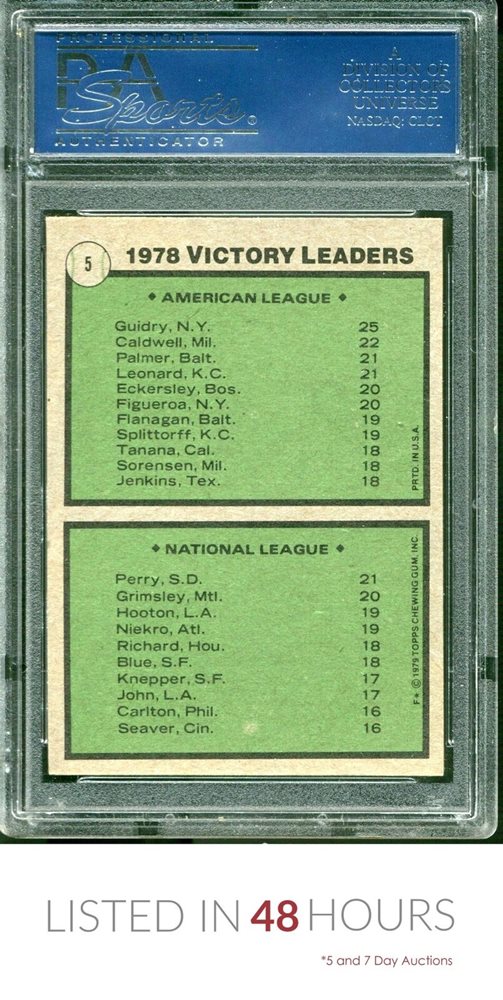 PROFESSIONAL
PSA
Sports®
AUTHENTICATOR
A
DIVISION OF
COLLECTORS
UNIVERSE
NASDAQ: CLCT
5
1978 VICTORY LEADERS
◆ AMERICAN LEAGUE ◆
Guidry, N.Y. 25
Caldwell, Mil. 22
Palmer, Balt. 21
Leonard, K.C. 21
Eckersley, Bos. 20
Figueroa, N.Y. 20
Flanagan, Balt. 19
Splittorff, K.C. 19
Tanana, Cal. 18
Sorensen, Mil. 18
Jenkins, Tex. 18
PRTD. IN U.S.A.
◆ NATIONAL LEAGUE ◆
Perry, S.D. 21
Grimsley, Mtl. 20
Hooton, L.A. 19
Niekro, Atl. 19
Richard, Hou. 18
Blue, S.F. 18
Knepper, S.F. 17
John, L.A. 17
Carlton, Phil. 16
Seaver, Cin. 16
F* © 1979 TOPPS CHEWING GUM, INC.
LISTED IN 48 HOURS
*5 and 7 Day Auctions